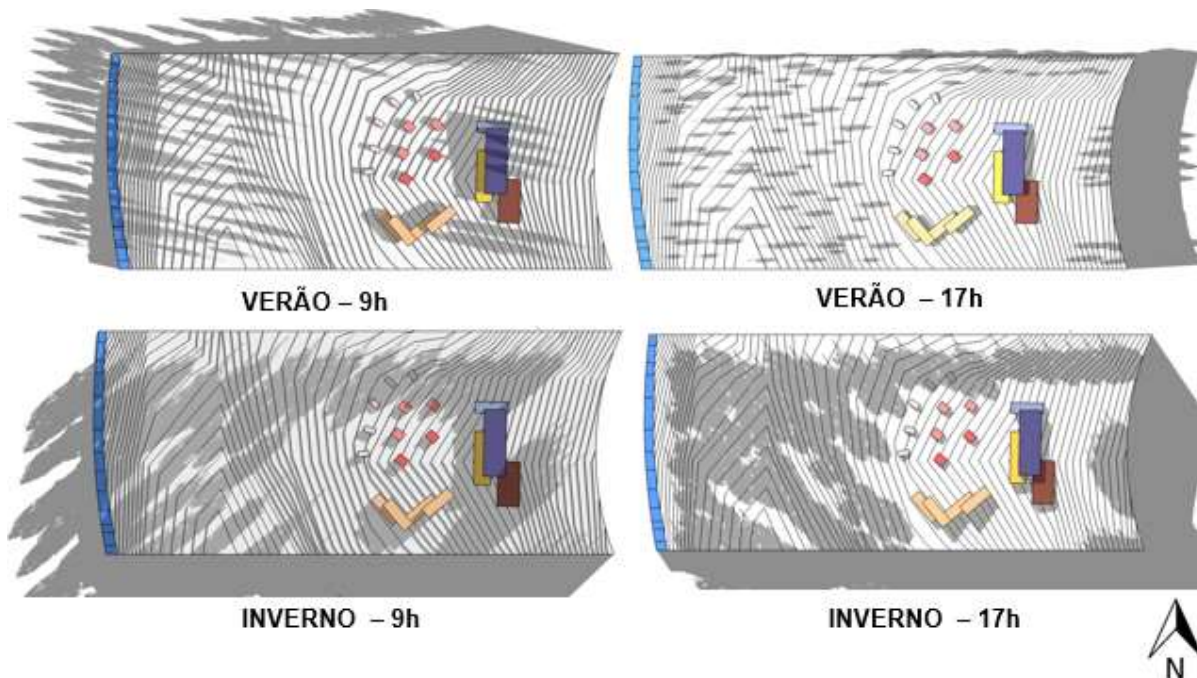 VERÃO – 9h
VERÃO – 17h
INVERNO – 9h
INVERNO – 17h
N